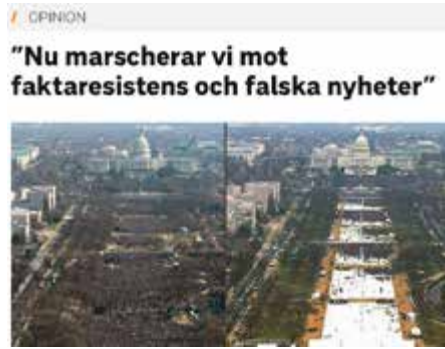 / OPINION
"Nu marscherar vi mot
faktaresistens och falska nyheter"